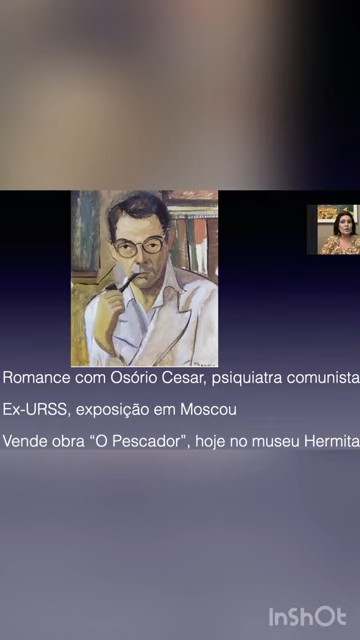 Romance com Osório Cesar, psiquiatra comunista
Ex-URSS, exposição em Moscou
Vende obra “O Pescador”, hoje no museu Hermita
InShOt